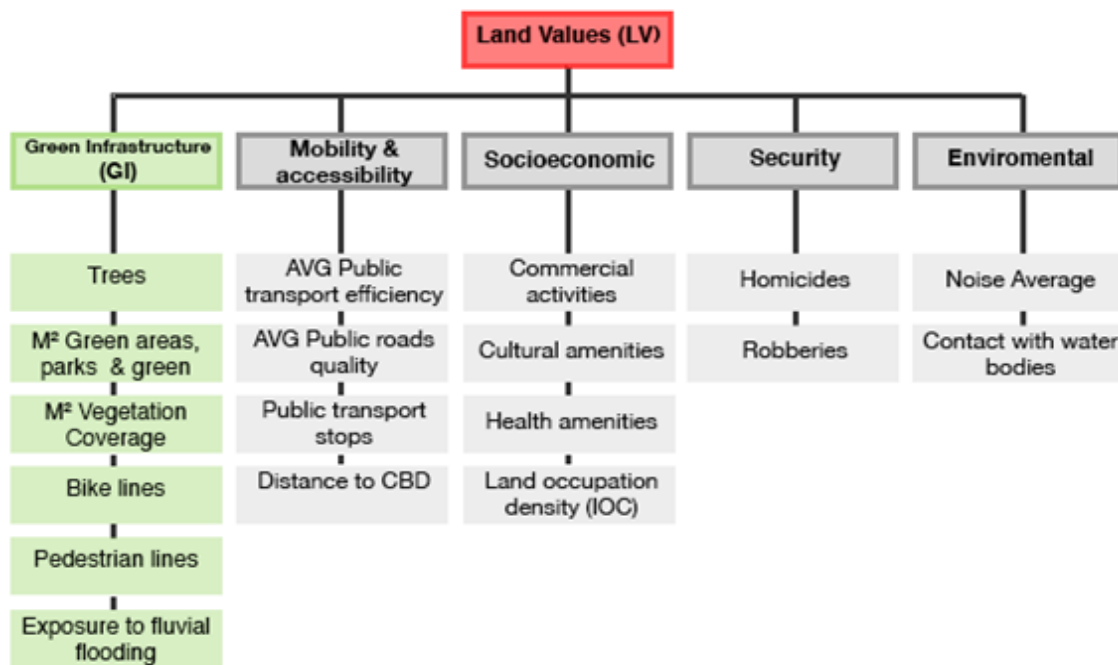 Land Values (LV)
Green Infrastructure
(GI)
Mobility &
accessibility
Socioeconomic
Security
Enviromental
Trees
M² Green areas,
parks & green
M² Vegetation
Coverage
Bike lines
Pedestrian lines
Exposure to fluvial
flooding
AVG Public
transport efficiency
AVG Public roads
quality
Public transport
stops
Distance to CBD
Commercial
activities
Cultural amenities
Health amenities
Land occupation
density (IOC)
Homicides
Robberies
Noise Average
Contact with water
bodies